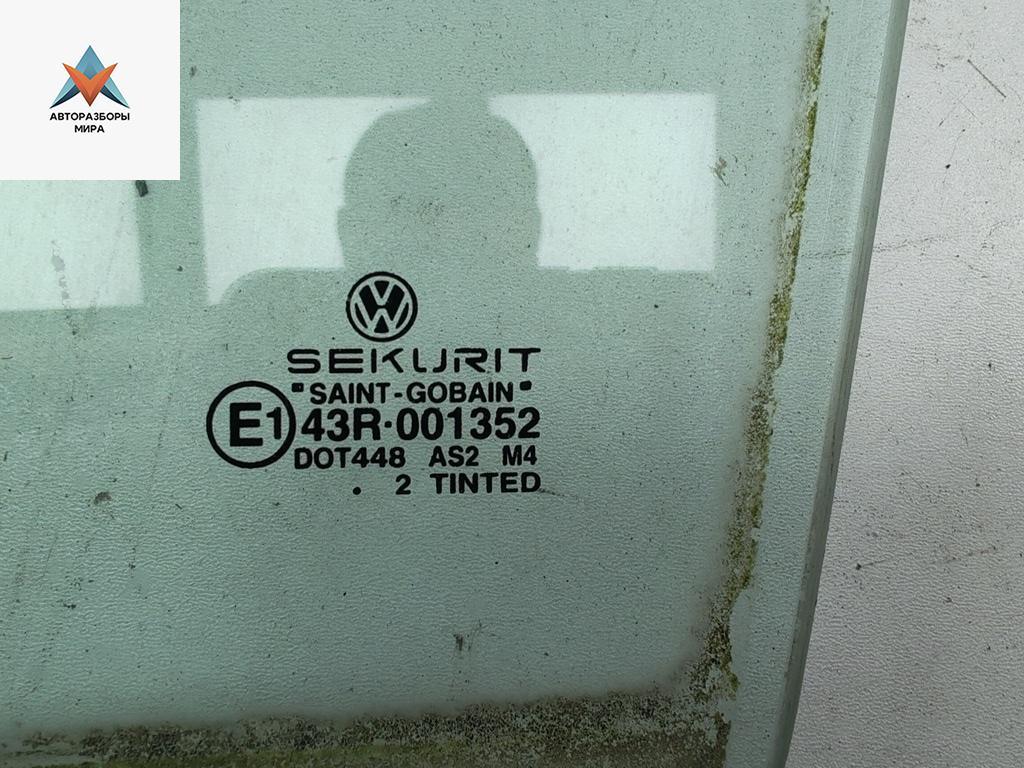 АВТОРАЗБОРЫ
МИРА
SEKURIT
"SAINT-GOBAIN"
E1 43R·001352
DOT448 AS2 M4
. 2 TINTED